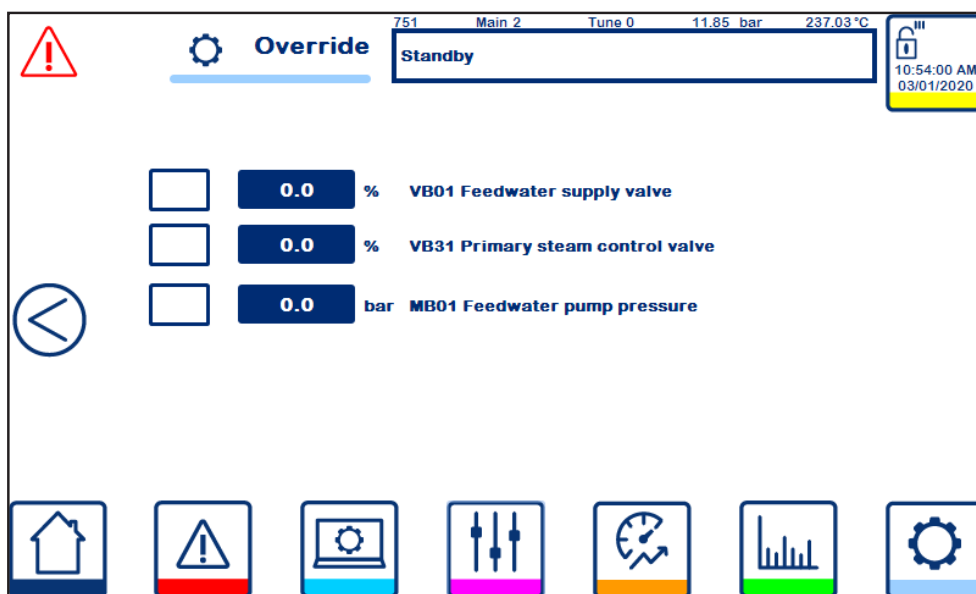 751 Main 2 Tune 0 11.85 bar 237.03 °C
Override
Standby
10:54:00 AM
03/01/2020
0.0 % VB01 Feedwater supply valve
0.0 % VB31 Primary steam control valve
0.0 bar MB01 Feedwater pump pressure